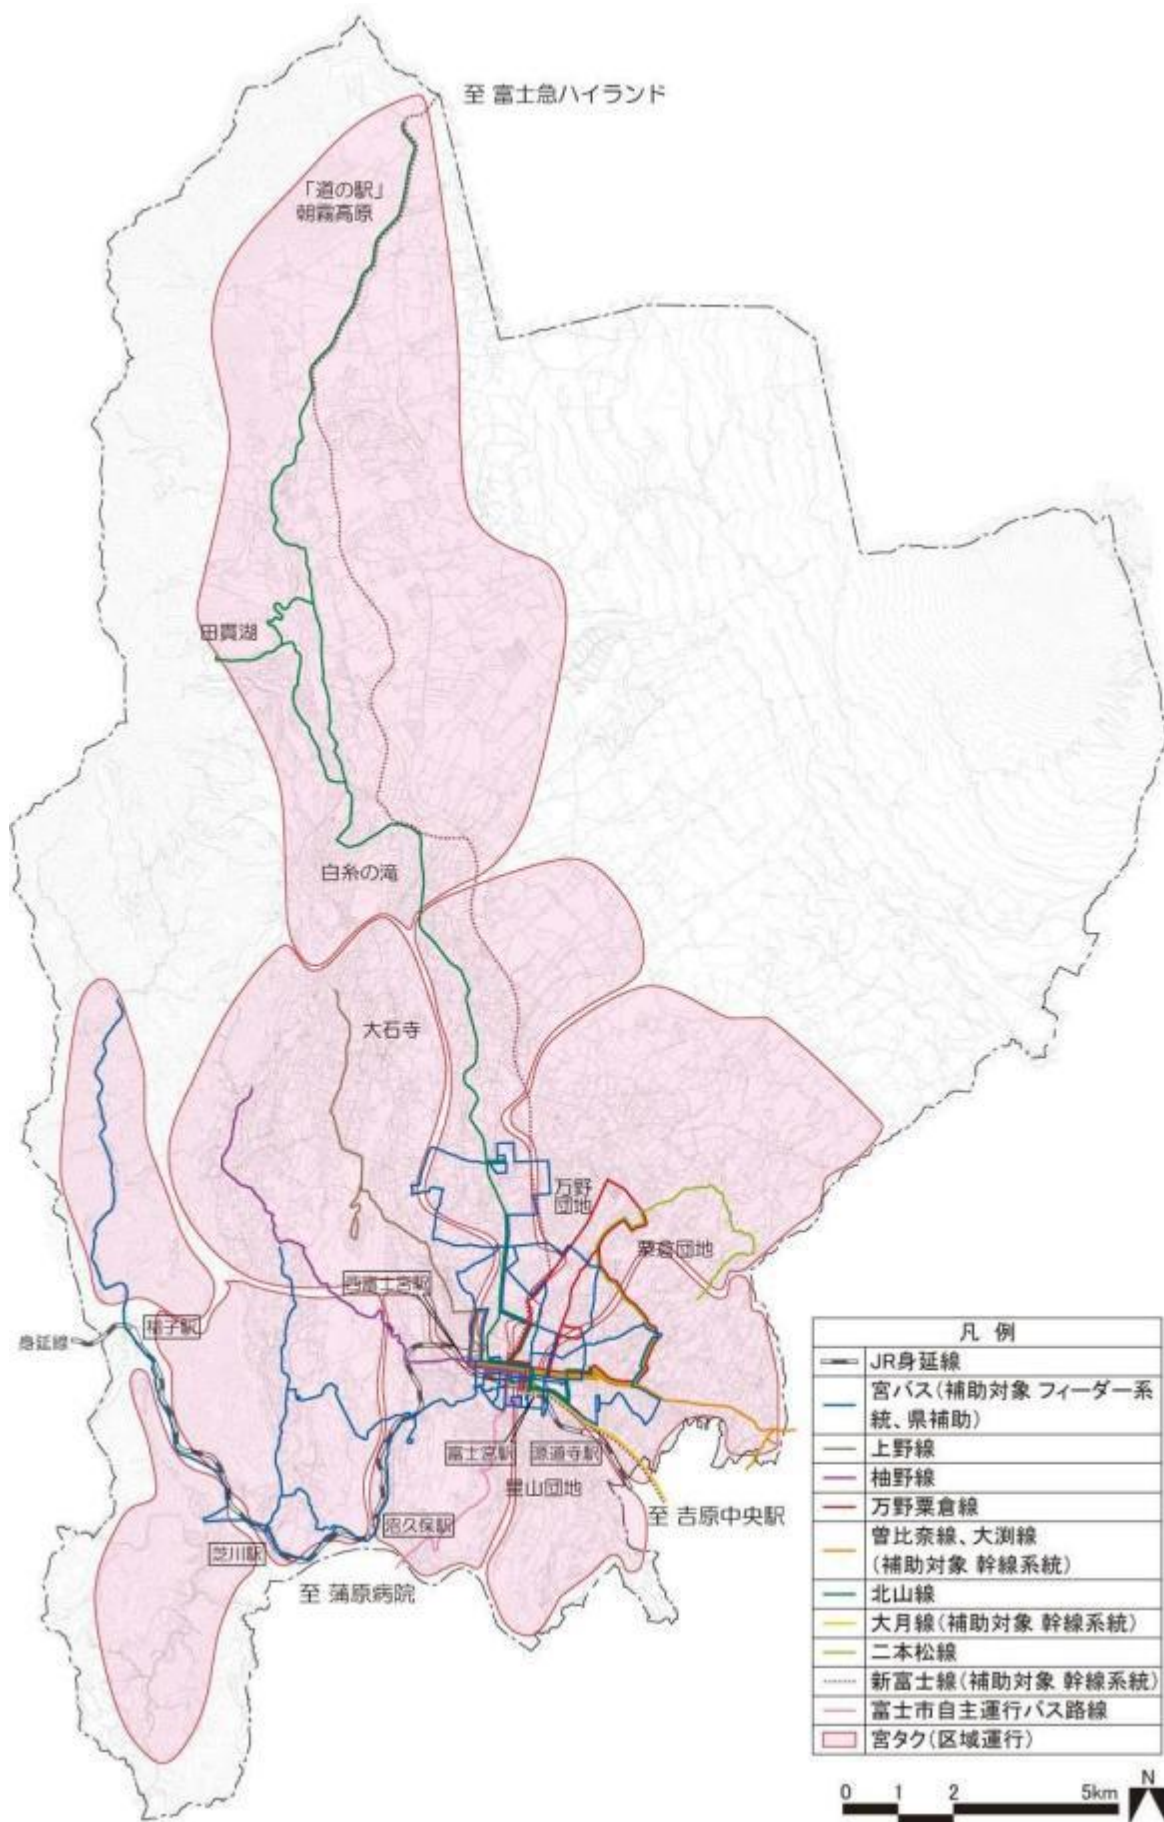 至 富士急ハイランド
「道の駅」
朝霧高原
田貫湖
白糸の滝
大石寺
万野
団地
粟倉団地
西富士宮駅
稲子駅
身延線
富士宮駅
源道寺駅
星山団地
至 吉原中央駅
沼久保駅
芝川駅
至 蒲原病院
凡 例
JR身延線
宮バス(補助対象 フィーダー系
統、県補助)
上野線
柚野線
万野粟倉線
曽比奈線、大渕線
(補助対象 幹線系統)
北山線
大月線(補助対象 幹線系統)
二本松線
新富士線(補助対象 幹線系統)
富士市自主運行バス路線
宮タク(区域運行)
0 1 2 5km
N